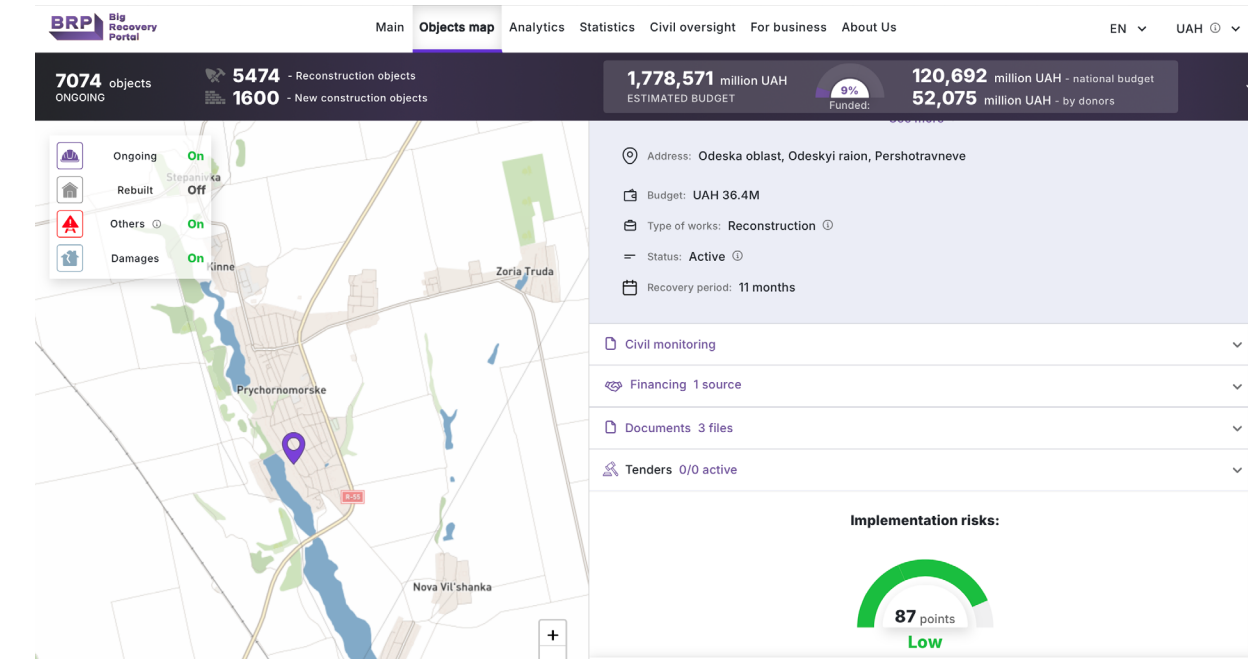 BRP Big Recovery Portal
Main Objects map Analytics Statistics Civil oversight For business About Us EN UAH
7074 objects
ONGOING
5474 - Reconstruction objects
1600 - New construction objects
1,778,571 million UAH
ESTIMATED BUDGET
9%
Funded:
120,692 million UAH - national budget
52,075 million UAH - by donors
Ongoing On
Rebuilt Off
Others On
Damages On
Stepanivka
Kinne
Zoria Truda
Prychornomorske
R-55
Nova Vil'shanka
+
See more
Address: Odeska oblast, Odeskyi raion, Pershotravneve
Budget: UAH 36.4M
Type of works: Reconstruction
Status: Active
Recovery period: 11 months
Civil monitoring
Financing 1 source
Documents 3 files
Tenders 0/0 active
Implementation risks:
87 points
Low